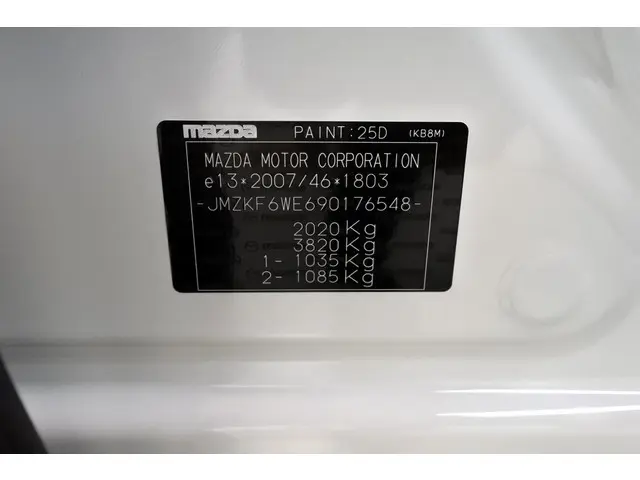 mazda PAINT:25D (KB8M)
MAZDA MOTOR CORPORATION
e13*2007/46*1803
-JMZKF6WE690176548-
2020Kg
3820Kg
1- 1035Kg
2- 1085Kg